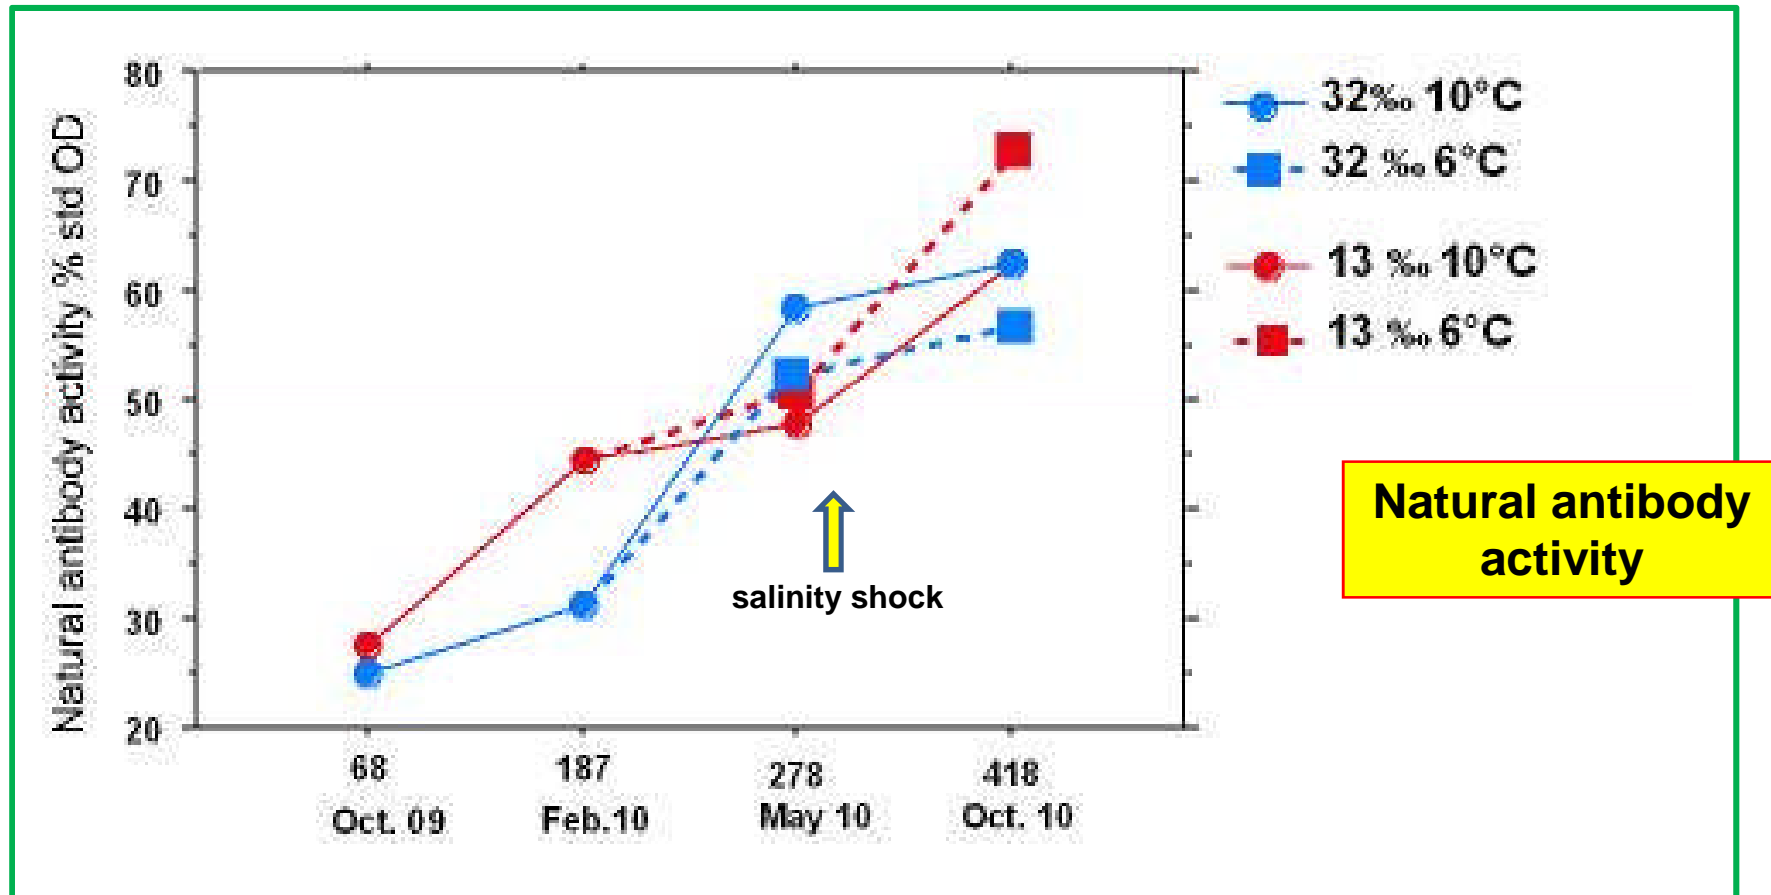 Natural antibody activity % std OD
80
70
60
50
40
30
20
68
187
278
418
Oct. 09
Feb.10
May 10
Oct. 10
salinity shock
32‰ 10°C
32 ‰ 6°C
13 ‰ 10°C
13 ‰ 6°C
Natural antibody
activity